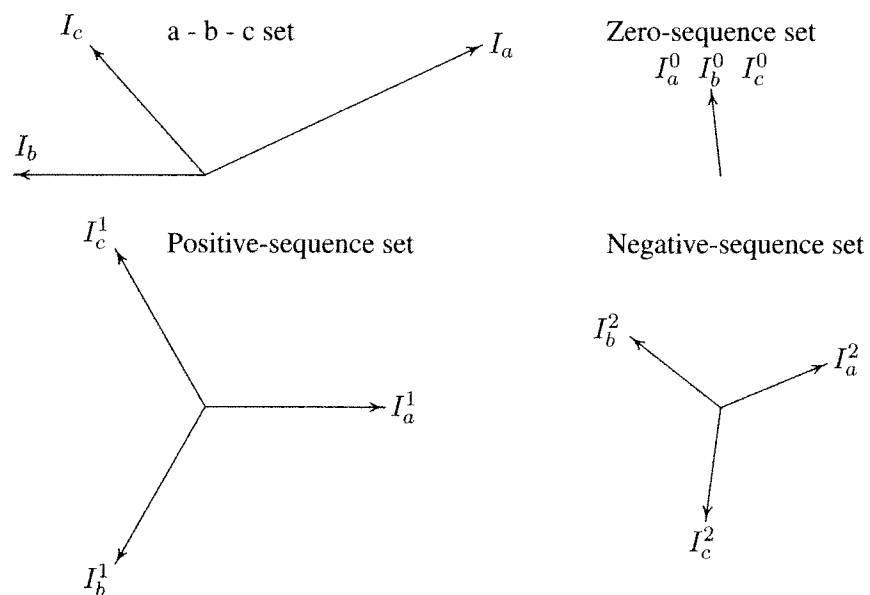 I_c a - b - c set I_a
I_b
Zero-sequence set
I_a^0 I_b^0 I_c^0
I_c^1 Positive-sequence set
I_a^1
I_b^1
Negative-sequence set
I_b^2
I_a^2
I_c^2